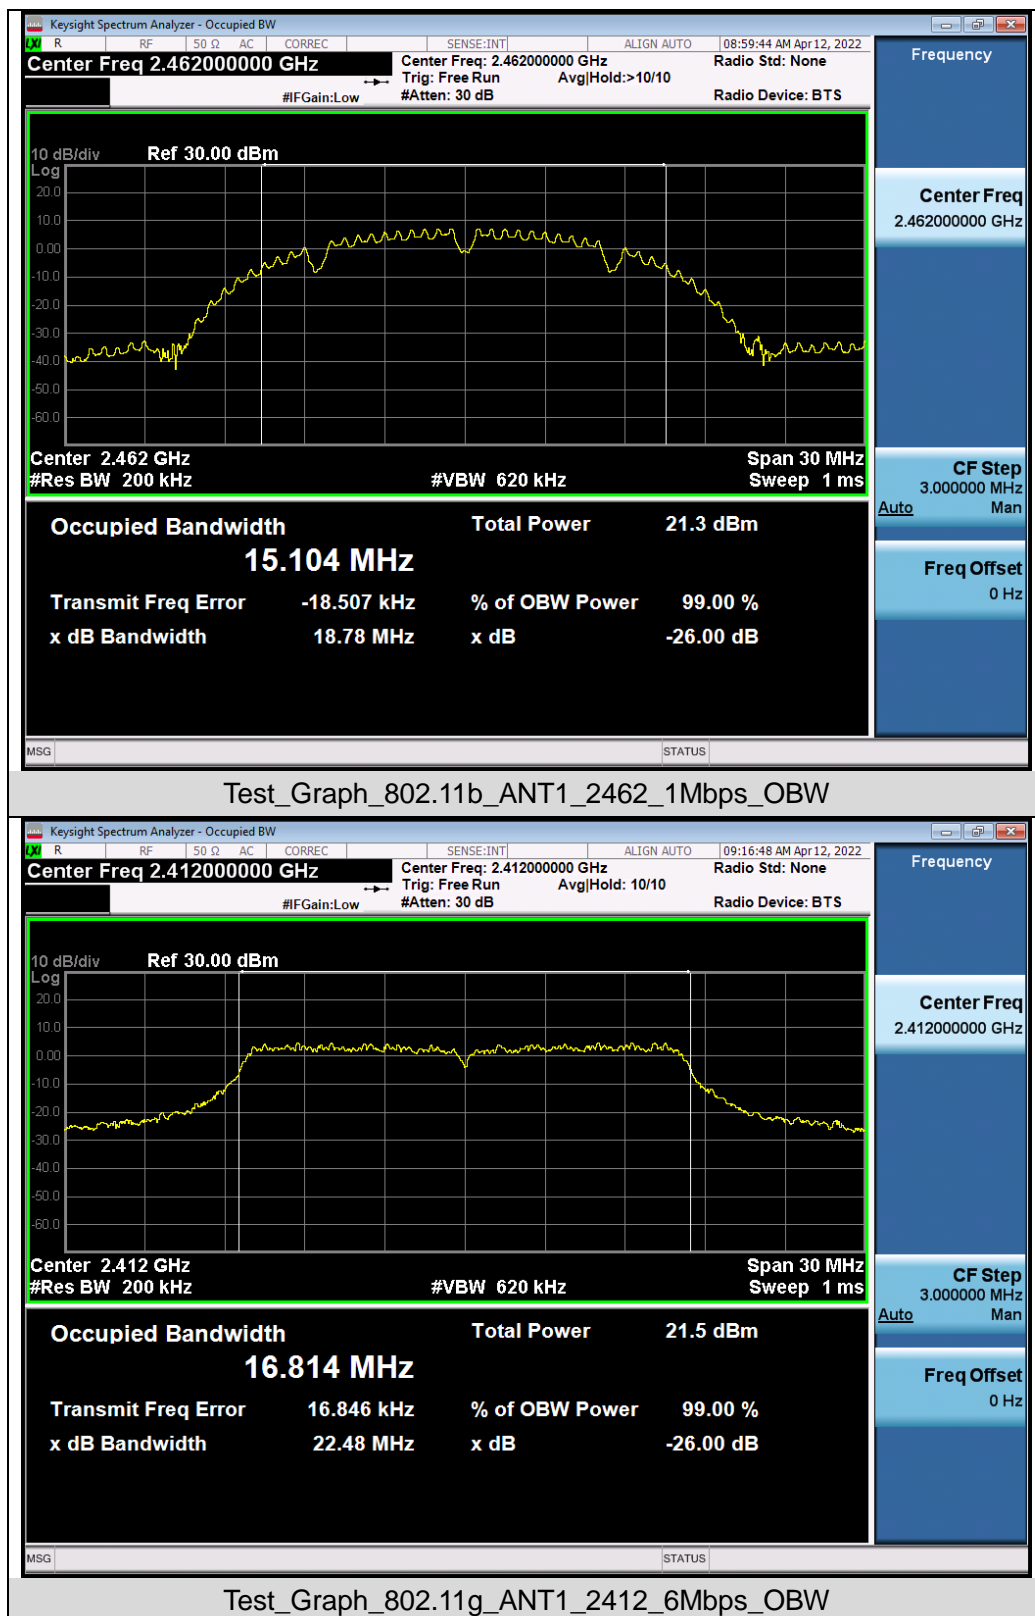 Keysight Spectrum Analyzer - Occupied BW
LXI R RF 50 Ω AC CORREC SENSE:INT ALIGN AUTO 08:59:44 AM Apr 12, 2022
Center Freq 2.462000000 GHz Center Freq: 2.462000000 GHz Radio Std: None
Trig: Free Run Avg|Hold:>10/10
#IFGain:Low #Atten: 30 dB Radio Device: BTS
Frequency
10 dB/div Ref 30.00 dBm
Log
20.0
10.0
0.00
-10.0
-20.0
-30.0
-40.0
-50.0
-60.0
Center 2.462 GHz Span 30 MHz
#Res BW 200 kHz #VBW 620 kHz Sweep 1 ms
Center Freq
2.462000000 GHz
CF Step
3.000000 MHz
Auto Man
Freq Offset
0 Hz
Occupied Bandwidth Total Power 21.3 dBm
15.104 MHz
Transmit Freq Error -18.507 kHz % of OBW Power 99.00 %
x dB Bandwidth 18.78 MHz x dB -26.00 dB
MSG STATUS
Test_Graph_802.11b_ANT1_2462_1Mbps_OBW
Keysight Spectrum Analyzer - Occupied BW
LXI R RF 50 Ω AC CORREC SENSE:INT ALIGN AUTO 09:16:48 AM Apr 12, 2022
Center Freq 2.412000000 GHz Center Freq: 2.412000000 GHz Radio Std: None
Trig: Free Run Avg|Hold: 10/10
#IFGain:Low #Atten: 30 dB Radio Device: BTS
Frequency
10 dB/div Ref 30.00 dBm
Log
20.0
10.0
0.00
-10.0
-20.0
-30.0
-40.0
-50.0
-60.0
Center 2.412 GHz Span 30 MHz
#Res BW 200 kHz #VBW 620 kHz Sweep 1 ms
Center Freq
2.412000000 GHz
CF Step
3.000000 MHz
Auto Man
Freq Offset
0 Hz
Occupied Bandwidth Total Power 21.5 dBm
16.814 MHz
Transmit Freq Error 16.846 kHz % of OBW Power 99.00 %
x dB Bandwidth 22.48 MHz x dB -26.00 dB
MSG STATUS
Test_Graph_802.11g_ANT1_2412_6Mbps_OBW